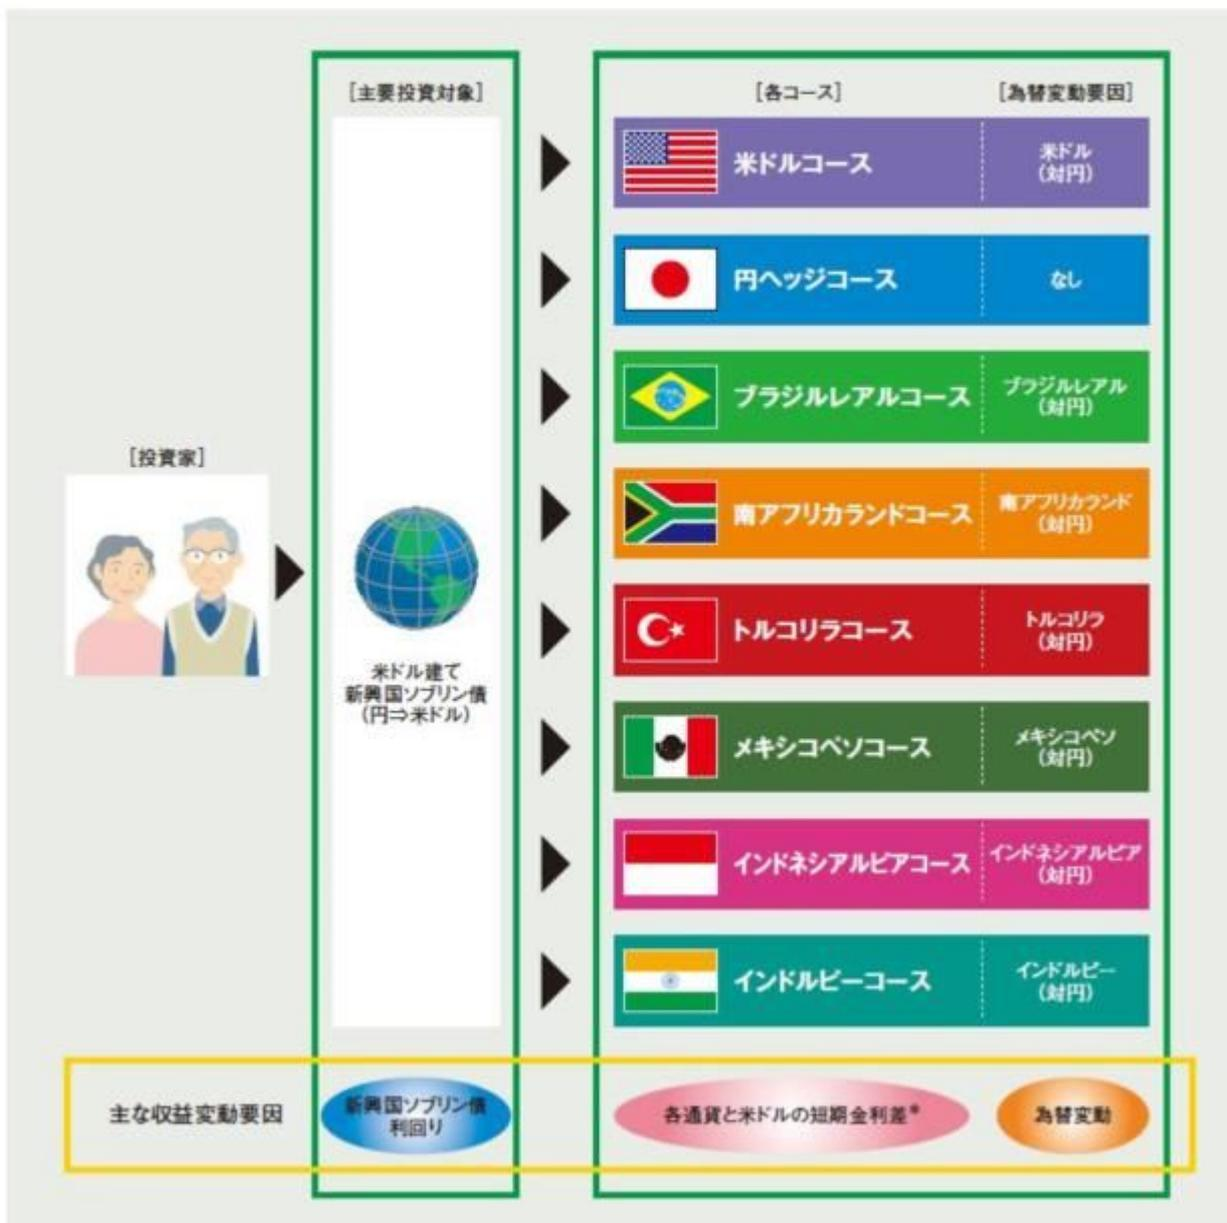 [主要投資対象]
[各コース]
[為替変動要因]
米ドルコース
米ドル
(対円)
円ヘッジコース
なし
ブラジルレアルコース
ブラジルレアル
(対円)
[投資家]
南アフリカランドコース
南アフリカランド
(対円)
米ドル建て
新興国ソブリン債
(円⇒米ドル)
トルコリラコース
トルコリラ
(対円)
メキシコペソコース
メキシコペソ
(対円)
インドネシアルピアコース
インドネシアルピア
(対円)
インドルピーコース
インドルピー
(対円)
主な収益変動要因
新興国ソブリン債
利回り
各通貨と米ドルの短期金利差*
為替変動